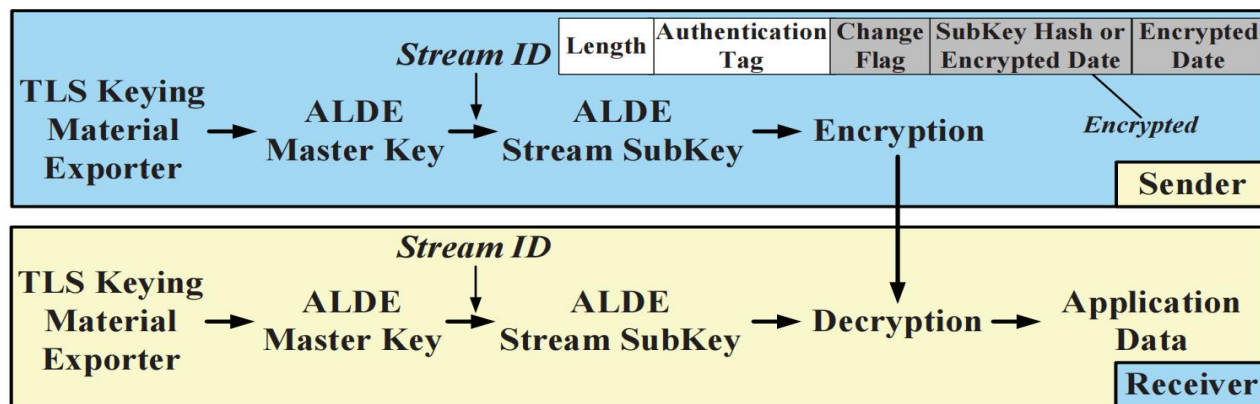 Length
Authentication
Tag
Change
Flag
SubKey Hash or
Encrypted Date
Encrypted
Date
Stream ID
Encrypted
TLS Keying
Material
Exporter
ALDE
Master Key
ALDE
Stream SubKey
Encryption
Sender
Stream ID
TLS Keying
Material
Exporter
ALDE
Master Key
ALDE
Stream SubKey
Decryption
Application
Data
Receiver